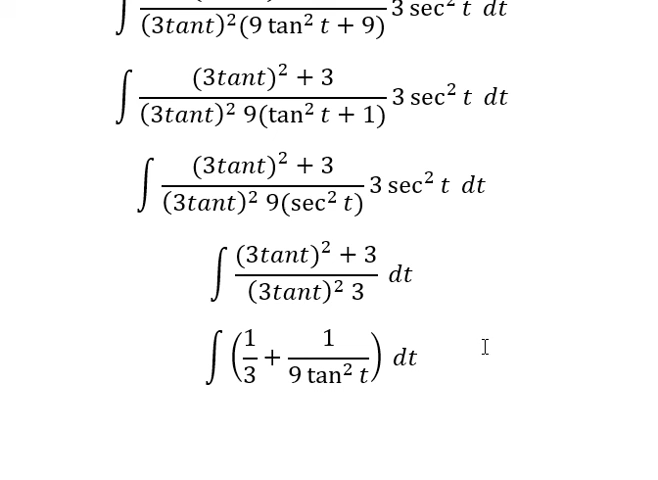 ∫ / (3tant)²(9 tan² t + 9) 3 sec² t dt
∫ (3tant)² + 3 / (3tant)² 9(tan² t + 1) 3 sec² t dt
∫ (3tant)² + 3 / (3tant)² 9(sec² t) 3 sec² t dt
∫ (3tant)² + 3 / (3tant)² 3 dt
∫ (1/3 + 1/9 tan² t) dt